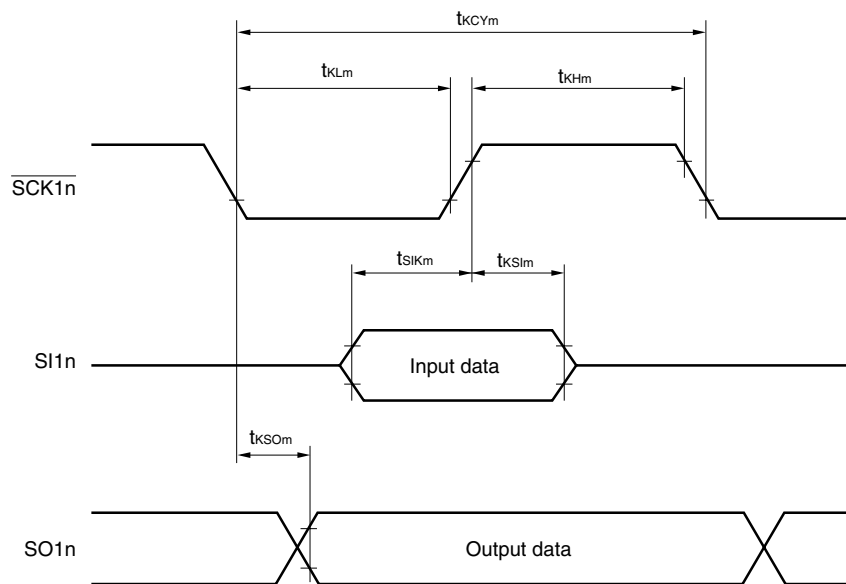 tKCYm
tKLm
tKHm
SCK1n
tSIKm
tKSIm
SI1n
Input data
tKSOm
SO1n
Output data